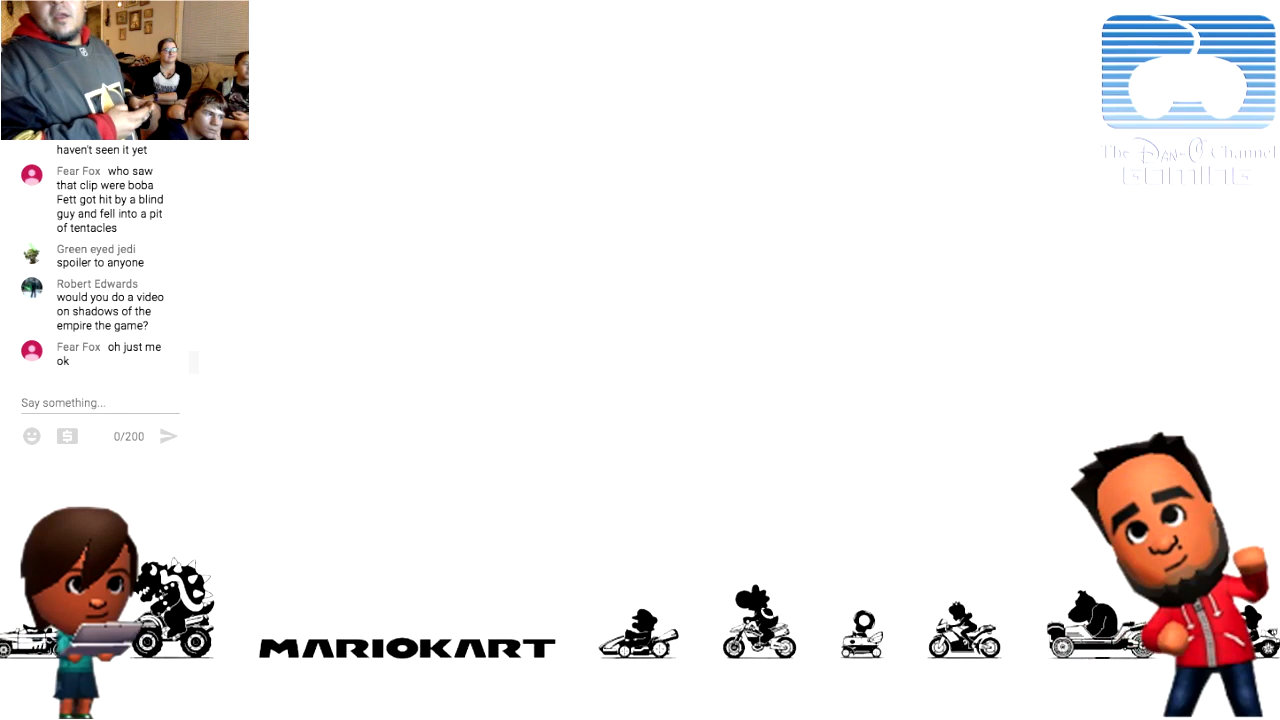 haven't seen it yet
Fear Fox who saw
that clip were boba
Fett got hit by a blind
guy and fell into a pit
of tentacles
Green eyed jedi
spoiler to anyone
Robert Edwards
would you do a video
on shadows of the
empire the game?
Fear Fox oh just me
ok
Say something...
0/200
The Dan-O Channel
GAMING
MARIOKART